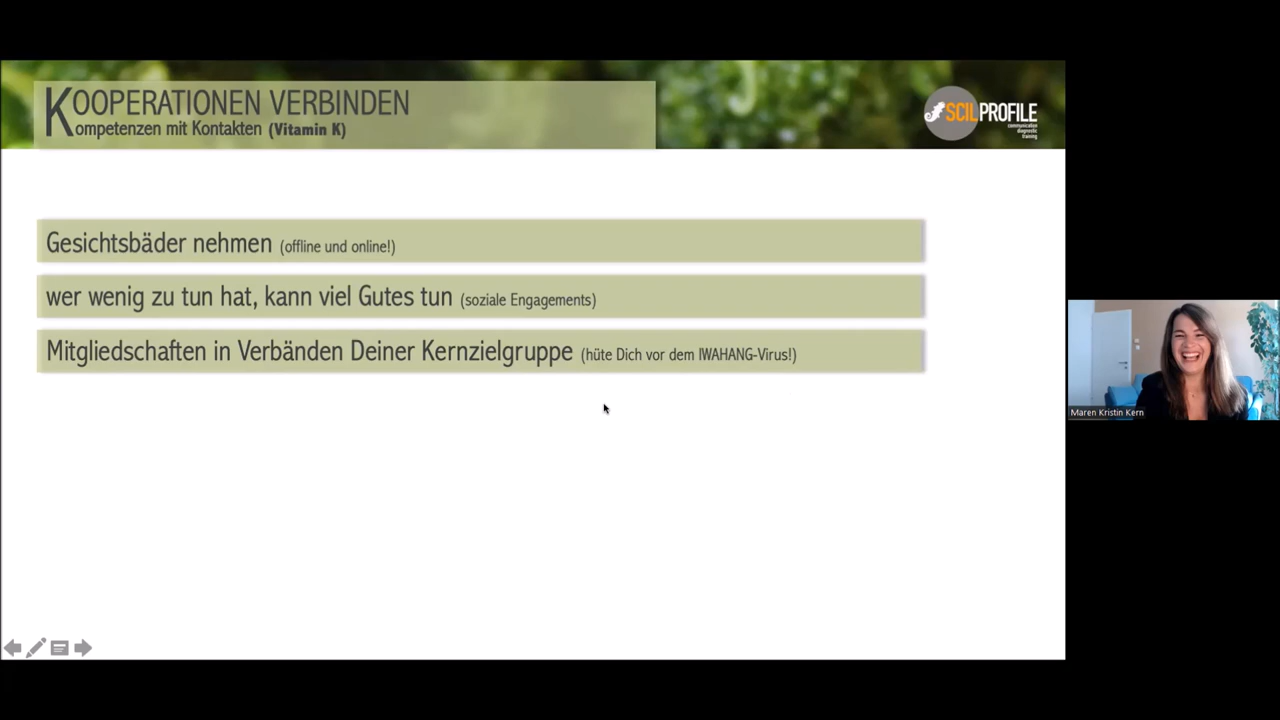 KOOPERATIONEN VERBINDEN
Kompetenzen mit Kontakten (Vitamin K)
SCILPROFILE
communication
diagnostic
training
Gesichtsbäder nehmen (offline und online!)
wer wenig zu tun hat, kann viel Gutes tun (soziale Engagements)
Mitgliedschaften in Verbänden Deiner Kernzielgruppe (hüte Dich vor dem IWAHANG-Virus!)
Maren Kristin Kern